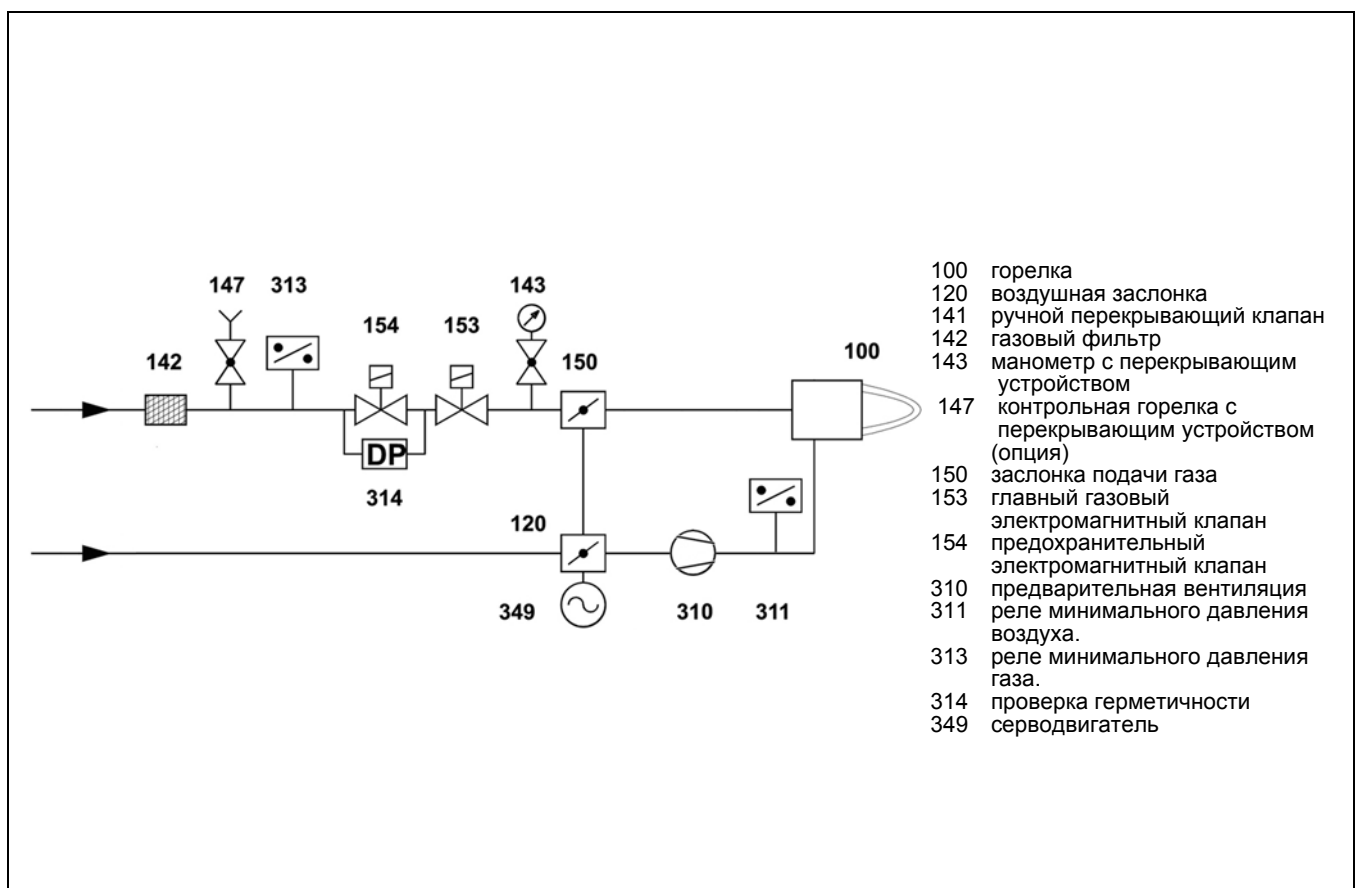 147 313 143
154 153
142 150 100
DP
314
120
349 310 311
100 горелка
120 воздушная заслонка
141 ручной перекрывающий клапан
142 газовый фильтр
143 манометр с перекрывающим
устройством
147 контрольная горелка с
перекрывающим устройством
(опция)
150 заслонка подачи газа
153 главный газовый
электромагнитный клапан
154 предохранительный
электромагнитный клапан
310 предварительная вентиляция
311 реле минимального давления
воздуха.
313 реле минимального давления
газа.
314 проверка герметичности
349 серводвигатель